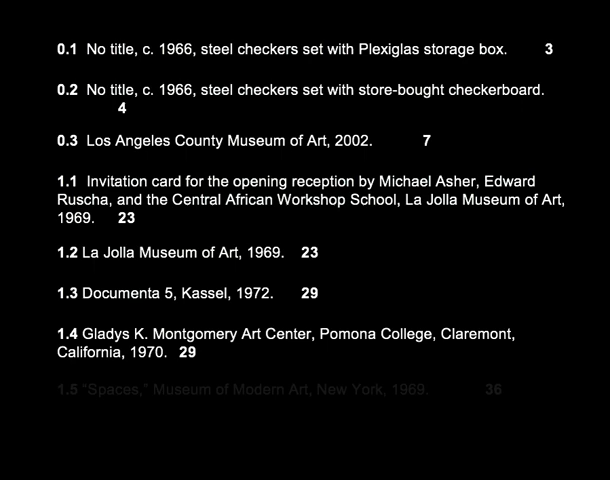 0.1 No title, c. 1966, steel checkers set with Plexiglas storage box. 3
0.2 No title, c. 1966, steel checkers set with store-bought checkerboard.
4
0.3 Los Angeles County Museum of Art, 2002. 7
1.1 Invitation card for the opening reception by Michael Asher, Edward
Ruscha, and the Central African Workshop School, La Jolla Museum of Art,
1969. 23
1.2 La Jolla Museum of Art, 1969. 23
1.3 Documenta 5, Kassel, 1972. 29
1.4 Gladys K. Montgomery Art Center, Pomona College, Claremont,
California, 1970. 29
1.5 "Spaces," Museum of Modern Art, New York, 1969. 36